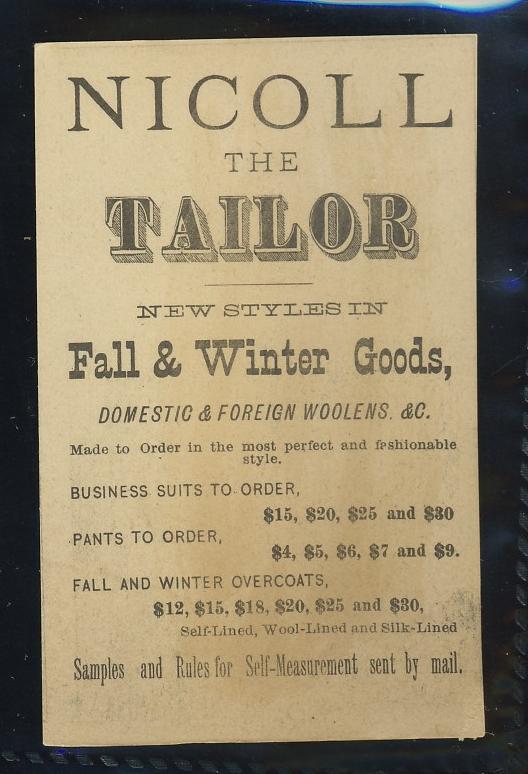 NICOLL
THE
TAILOR
NEW STYLES IN
Fall & Winter Goods,
DOMESTIC & FOREIGN WOOLENS. &C.
Made to Order in the most perfect and fashionable
style.
BUSINESS SUITS TO ORDER,
$15, $20, $25 and $30
PANTS TO ORDER,
$4, $5, $6, $7 and $9.
FALL AND WINTER OVERCOATS,
$12, $15, $18, $20, $25 and $30,
Self-Lined, Wool-Lined and Silk-Lined
Samples and Rules for Self-Measurement sent by mail.